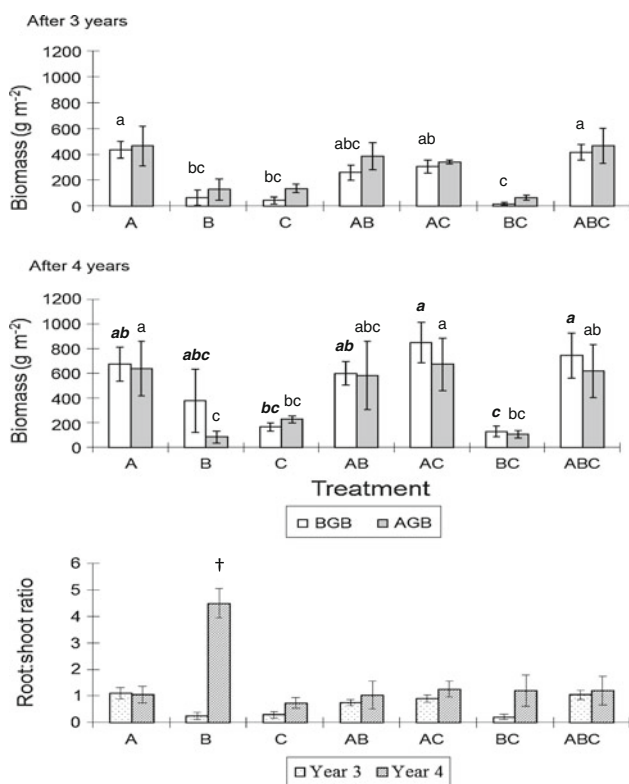 After 3 years
Biomass (g m⁻²)
1200
1000
800
600
400
200
0
a
bc
bc
abc
ab
c
a
A B C AB AC BC ABC
After 4 years
Biomass (g m⁻²)
1200
1000
800
600
400
200
0
ab a
abc c
bc bc
ab abc
a a
c bc
a ab
A B C AB AC BC ABC
Treatment
BGB AGB
Root:shoot ratio
6
5
4
3
2
1
0
†
A B C AB AC BC ABC
Year 3 Year 4